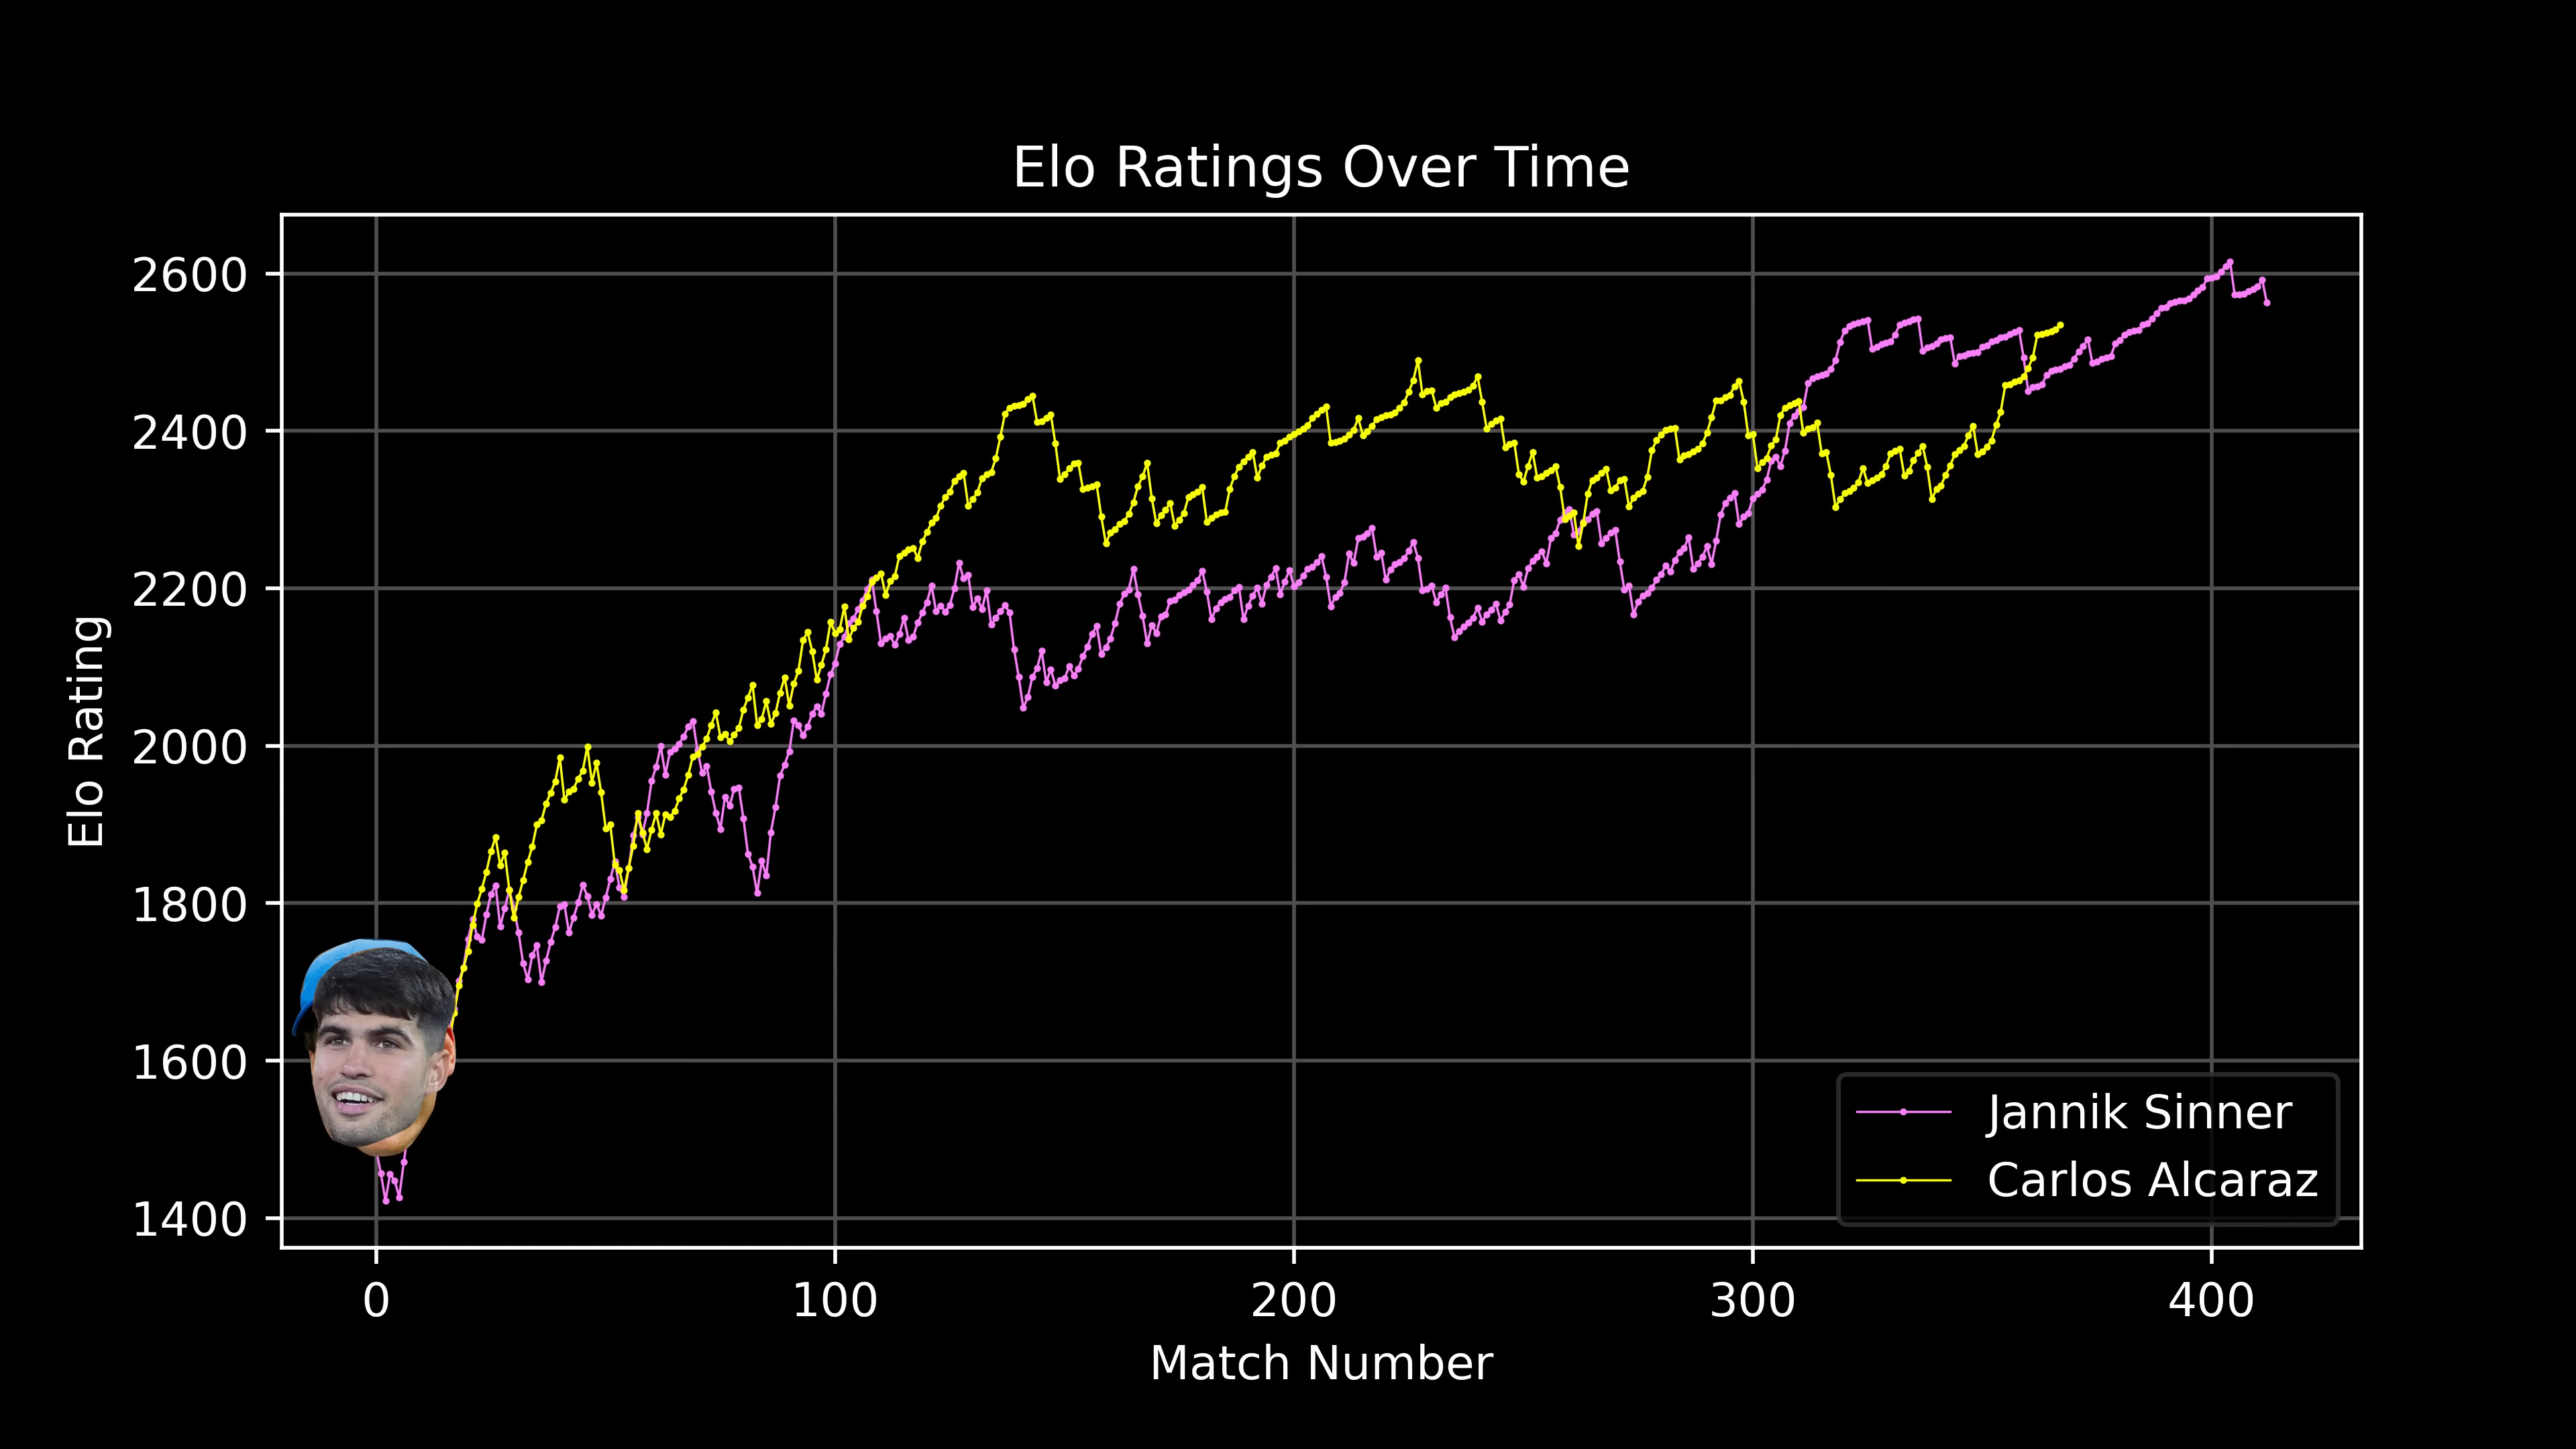 Elo Ratings Over Time
2600
2400
2200
2000
1800
1600
1400
Elo Rating
0 100 200 300 400
Match Number
Jannik Sinner
Carlos Alcaraz